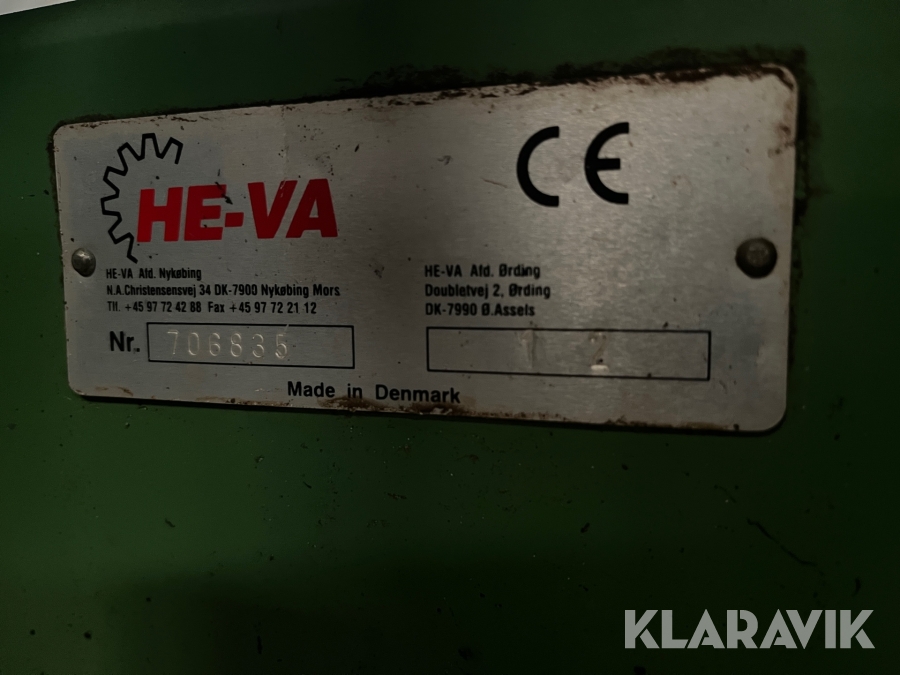 HE-VA
CE
HE-VA Afd. Nykøbing
N.A.Christensensvej 34 DK-7900 Nykøbing Mors
Tlf. +45 97 72 42 88 Fax +45 97 72 21 12
HE-VA Afd. Ørding
Doubletvej 2, Ørding
DK-7990 Ø.Assels
Nr. 706835
Made in Denmark
KLARAVIK